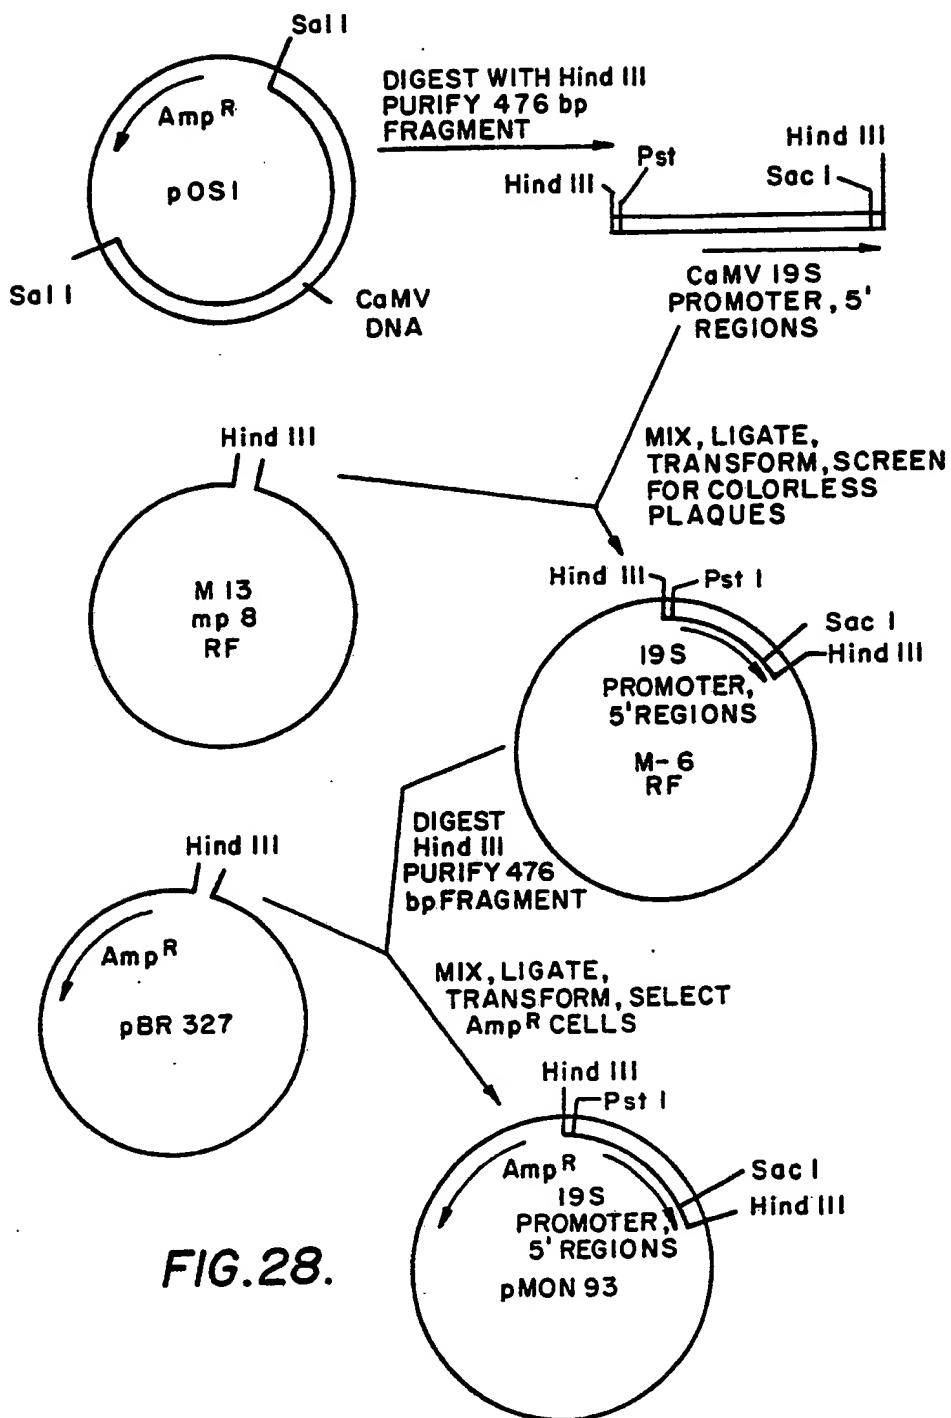 Sal I
Amp R
pOS1
Sal I
CaMV
DNA
DIGEST WITH Hind III
PURIFY 476 bp
FRAGMENT
Hind III
Pst
Sac I
Hind III
CaMV 19S
PROMOTER, 5'
REGIONS
Hind III
M 13
mp 8
RF
MIX, LIGATE,
TRANSFORM, SCREEN
FOR COLORLESS
PLAQUES
Hind III
Pst I
Sac I
Hind III
19S
PROMOTER,
5' REGIONS
M-6
RF
DIGEST
Hind III
PURIFY 476
bp FRAGMENT
Hind III
Amp R
pBR 327
MIX, LIGATE,
TRANSFORM, SELECT
Amp R CELLS
Hind III
Pst I
Sac I
Hind III
Amp R
19S
PROMOTER,
5' REGIONS
pMON 93
FIG.28.